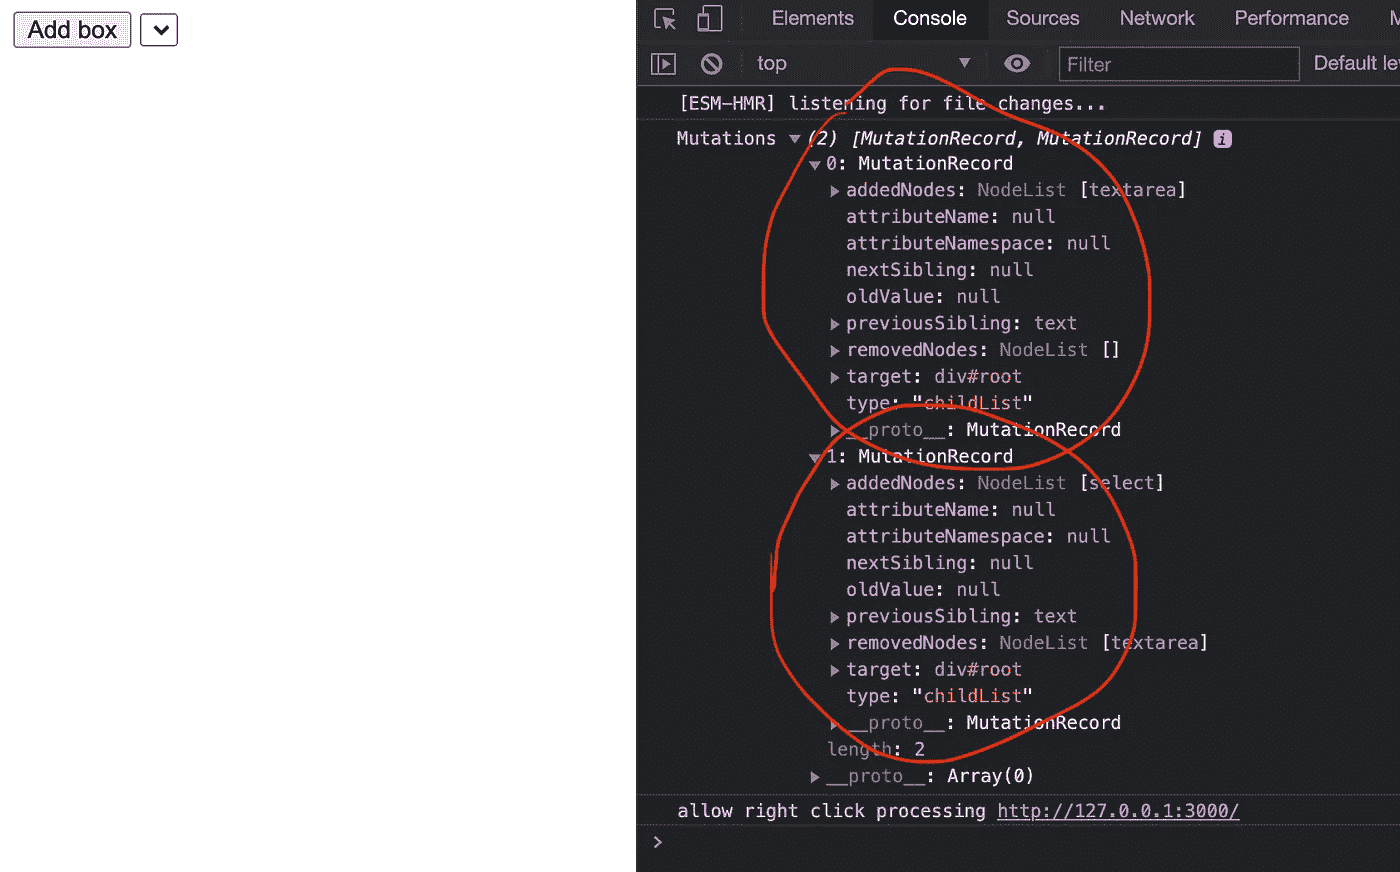 Add box
Elements Console Sources Network Performance
top Filter Default le
[ESM-HMR] listening for file changes...
Mutations (2) [MutationRecord, MutationRecord] i
0: MutationRecord
addedNodes: NodeList [textarea]
attributeName: null
attributeNamespace: null
nextSibling: null
oldValue: null
previousSibling: text
removedNodes: NodeList []
target: div#root
type: "childList"
__proto__: MutationRecord
1: MutationRecord
addedNodes: NodeList [select]
attributeName: null
attributeNamespace: null
nextSibling: null
oldValue: null
previousSibling: text
removedNodes: NodeList [textarea]
target: div#root
type: "childList"
__proto__: MutationRecord
length: 2
__proto__: Array(0)
allow right click processing http://127.0.0.1:3000/
>